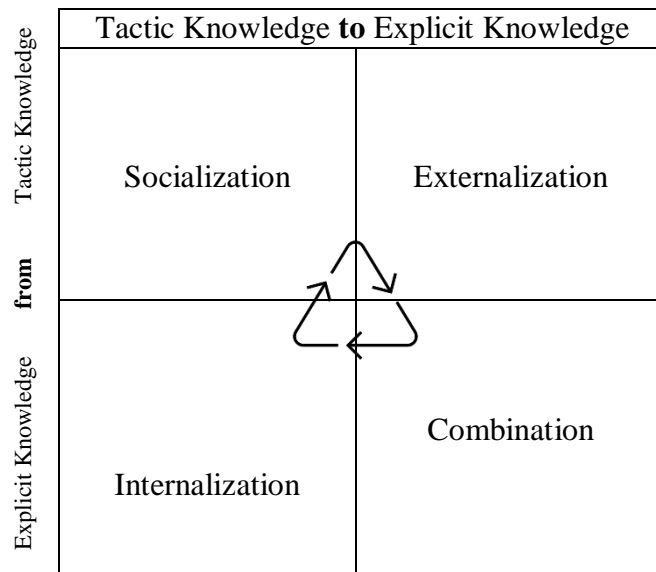 Tactic Knowledge to Explicit Knowledge
Tactic Knowledge
Socialization
Externalization
from
Explicit Knowledge
Combination
Internalization